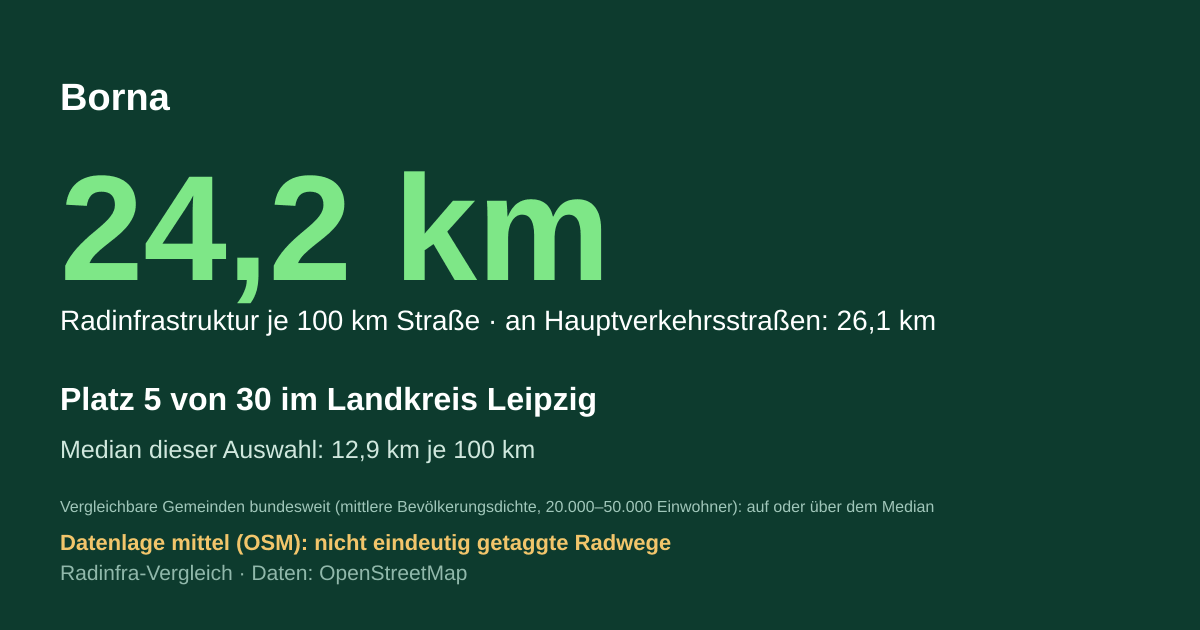 Borna
24,2 km
Radinfrastruktur je 100 km Straße · an Hauptverkehrsstraßen: 26,1 km
Platz 5 von 30 im Landkreis Leipzig
Median dieser Auswahl: 12,9 km je 100 km
Vergleichbare Gemeinden bundesweit (mittlere Bevölkerungsdichte, 20.000–50.000 Einwohner): auf oder über dem Median
Datenlage mittel (OSM): nicht eindeutig getaggte Radwege
Radinfra-Vergleich · Daten: OpenStreetMap